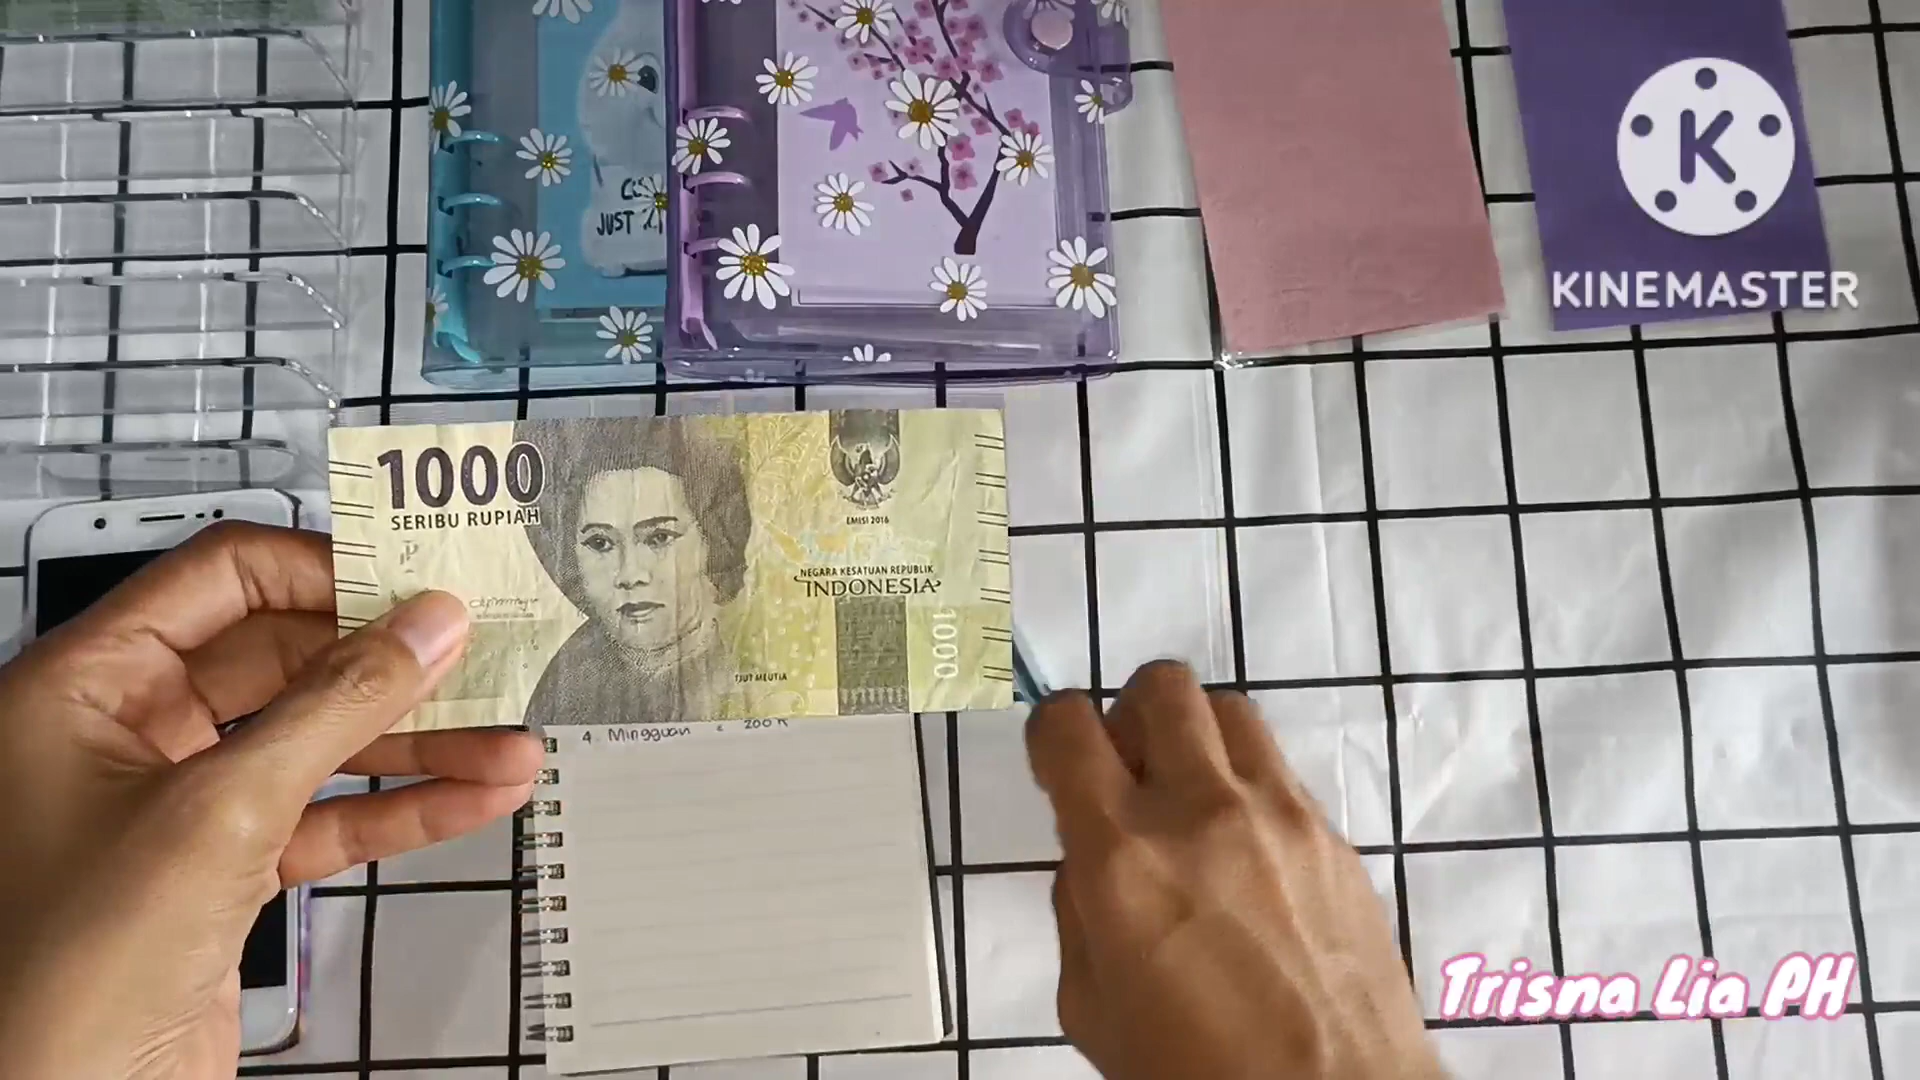 JUST
K
KINEMASTER
1000
SERIBU RUPIAH
EMISI 2016
NEGARA KESATUAN REPUBLIK
INDONESIA
1000
TJUT MEUTIA
4. Mingguan = 200 K
Trisna Lia PH